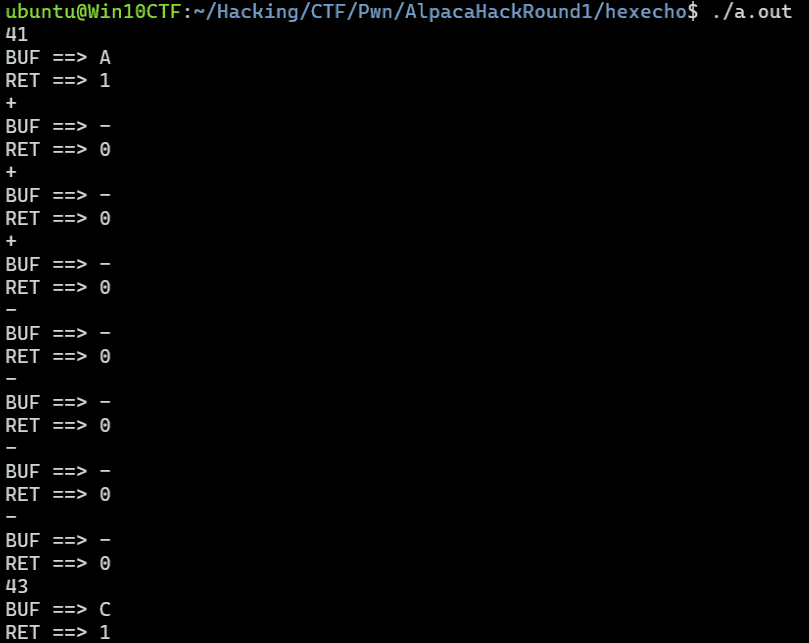 ubuntu@Win10CTF:~/Hacking/CTF/Pwn/AlpacaHackRound1/hexecho$ ./a.out
41
BUF ==> A
RET ==> 1
+
BUF ==> -
RET ==> 0
+
BUF ==> -
RET ==> 0
+
BUF ==> -
RET ==> 0
-
BUF ==> -
RET ==> 0
-
BUF ==> -
RET ==> 0
-
BUF ==> -
RET ==> 0
-
BUF ==> -
RET ==> 0
43
BUF ==> C
RET ==> 1